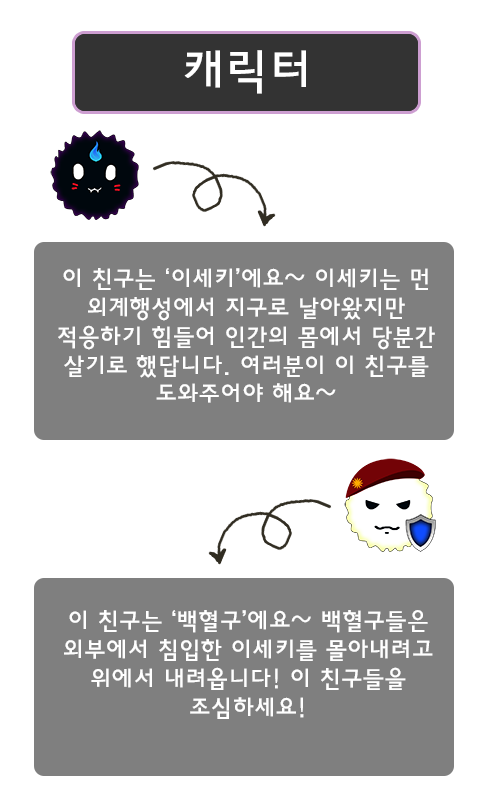 캐릭터
이 친구는 ‘이세키’에요~ 이세키는 먼
외계행성에서 지구로 날아왔지만
적응하기 힘들어 인간의 몸에서 당분간
살기로 했답니다. 여러분이 이 친구를
도와주어야 해요~
이 친구는 ‘백혈구’에요~ 백혈구들은
외부에서 침입한 이세키를 몰아내려고
위에서 내려옵니다! 이 친구들을
조심하세요!